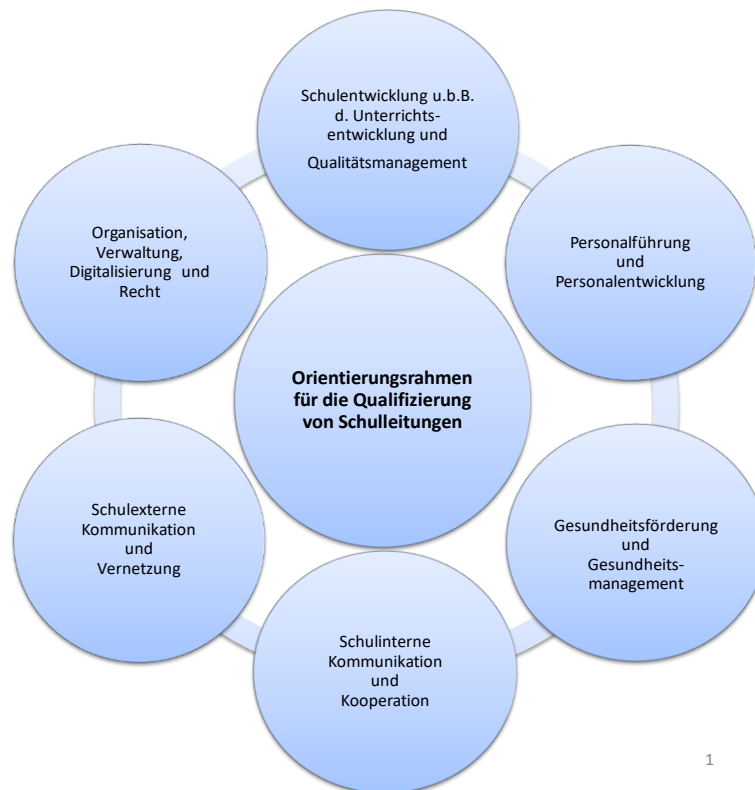 Schulentwicklung u.b.B.
d. Unterrichts-
entwicklung und
Qualitätsmanagement
Organisation,
Verwaltung,
Digitalisierung und
Recht
Personalführung
und
Personalentwicklung
Orientierungsrahmen
für die Qualifizierung
von Schulleitungen
Schulexterne
Kommunikation
und
Vernetzung
Gesundheitsförderung
und
Gesundheits-
management
Schulinterne
Kommunikation
und
Kooperation
1